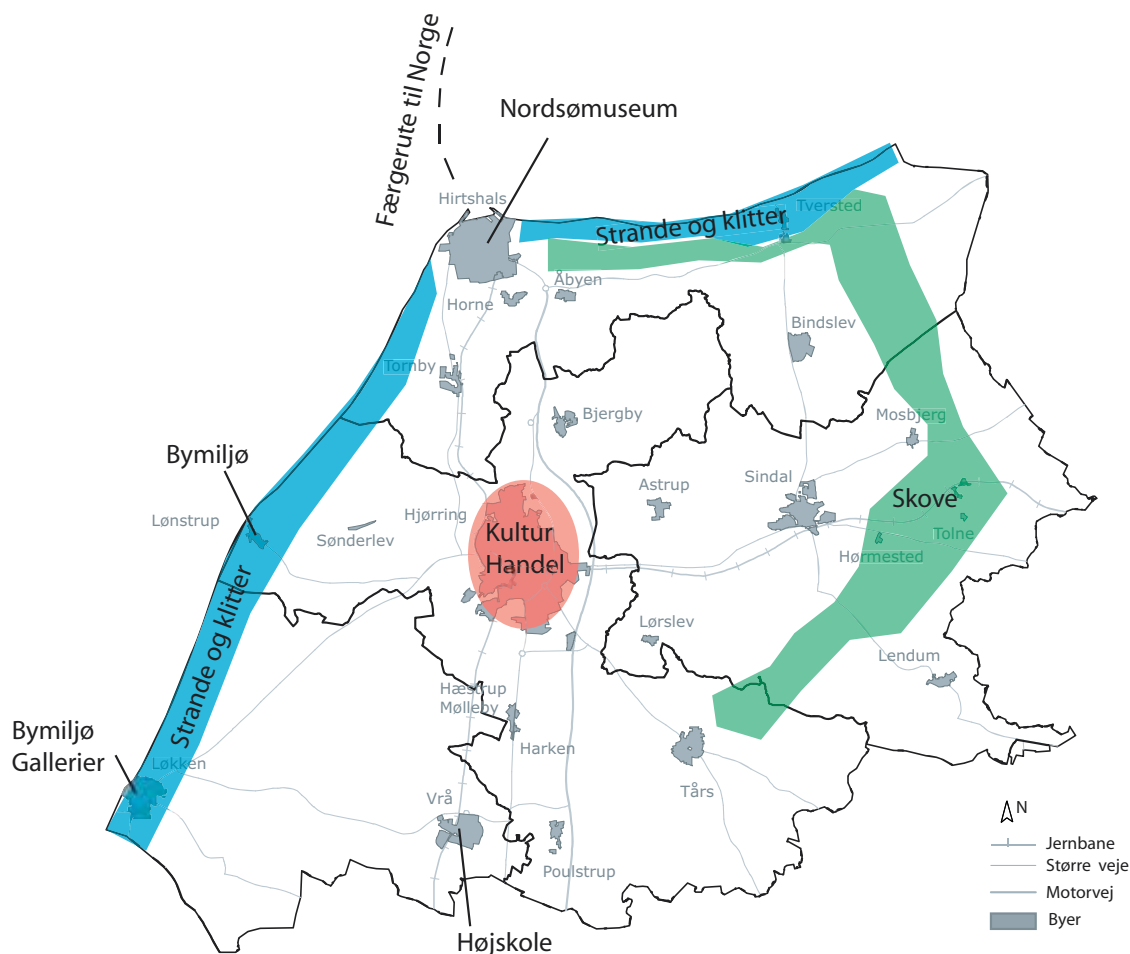 Færgerute til Norge
Nordsømuseum
Hirtshals
Strande og klitter
Tversted
Horne
Åbyen
Bindslev
Tornby
Bjergby
Mosbjerg
Bymiljø
Lønstrup
Sønderlev
Hjørring
Kultur
Handel
Astrup
Sindal
Skove
Tolne
Hørmested
Lørslev
Lendum
Strande og klitter
Hæstrup
Mølleby
Harken
Bymiljø
Gallerier
Løkken
Vrå
Tårs
Poulstrup
Højskole
N
Jernbane
Større veje
Motorvej
Byer